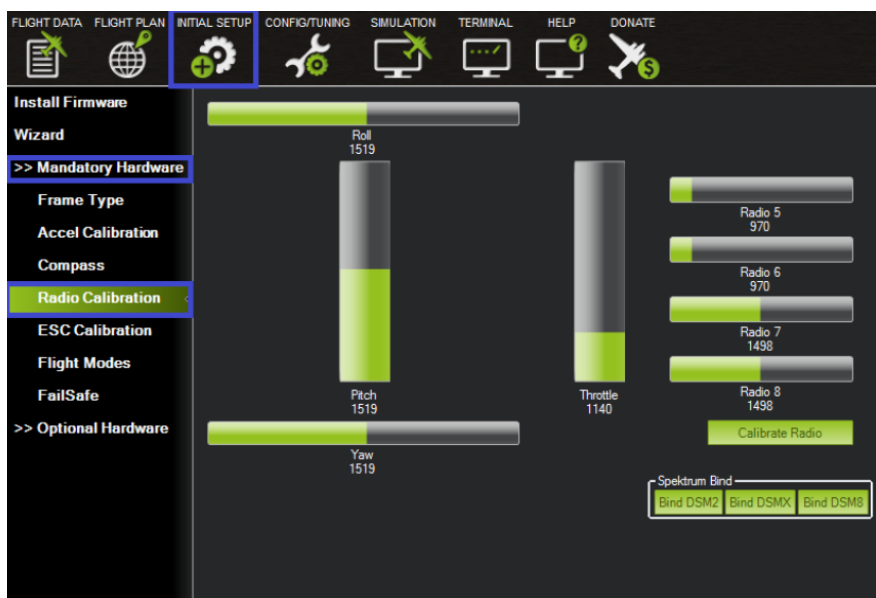 FLIGHT DATA FLIGHT PLAN INITIAL SETUP CONFIG/TUNING SIMULATION TERMINAL HELP DONATE
Install Firmware
Wizard
>> Mandatory Hardware
Frame Type
Accel Calibration
Compass
Radio Calibration
ESC Calibration
Flight Modes
FailSafe
>> Optional Hardware
Roll
1519
Pitch
1519
Throttle
1140
Yaw
1519
Radio 5
970
Radio 6
970
Radio 7
1498
Radio 8
1498
Calibrate Radio
Spektrum Bind
Bind DSM2 Bind DSMX Bind DSM8